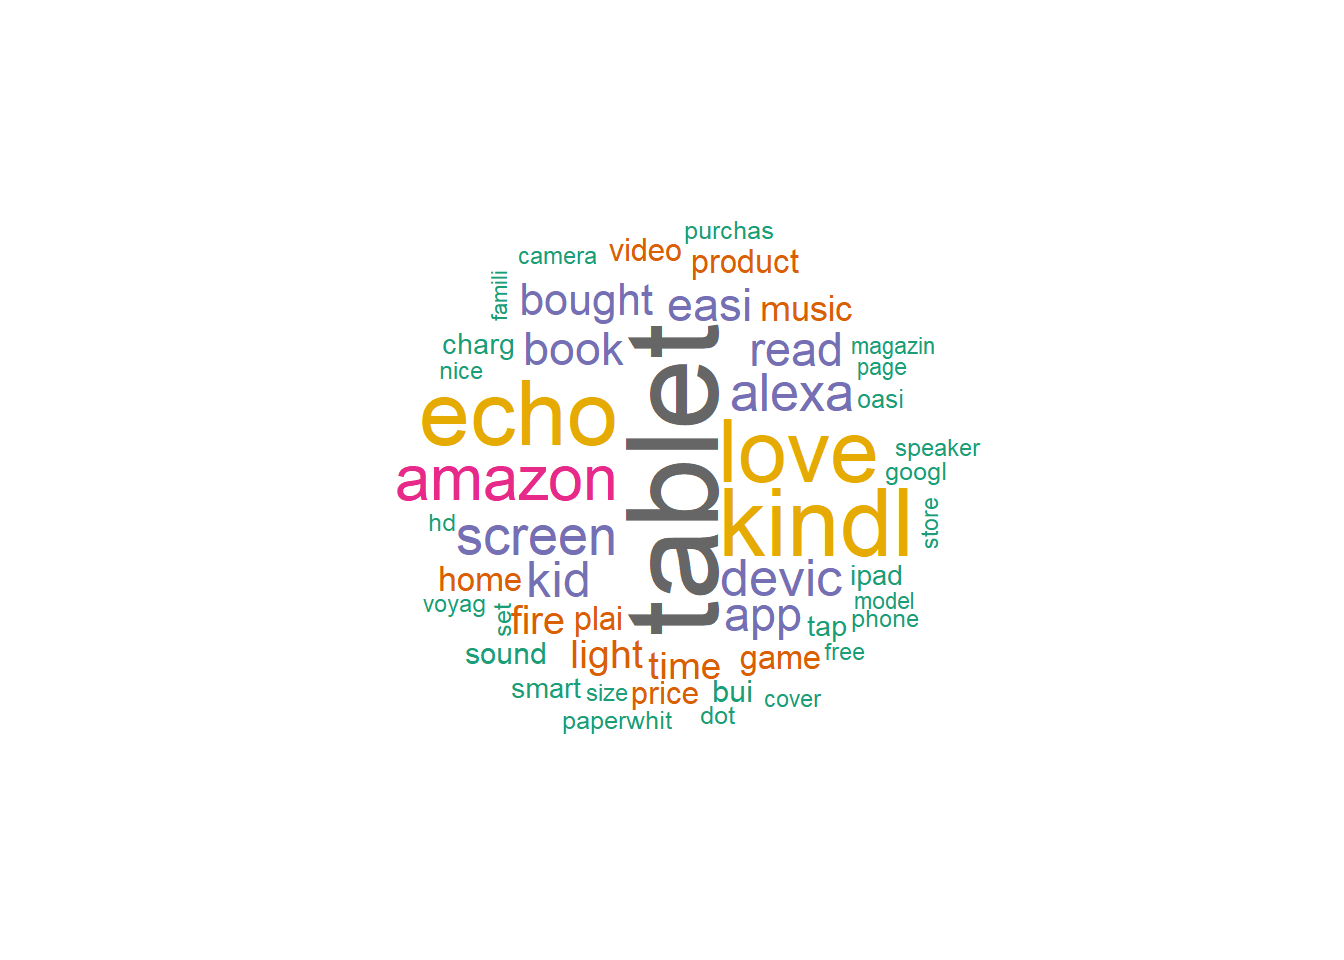 purchas
camera
video
product
famili
bought
easi
music
charg
book
read
magazin
nice
page
tablet
alexa
oasi
echo
love
speaker
amazon
googl
kindl
store
hd
screen
home
kid
devic
ipad
voyag
set
fire
plai
app
tap
model
phone
sound
light
time
game
free
smart
size
price
bui
cover
paperwhit
dot